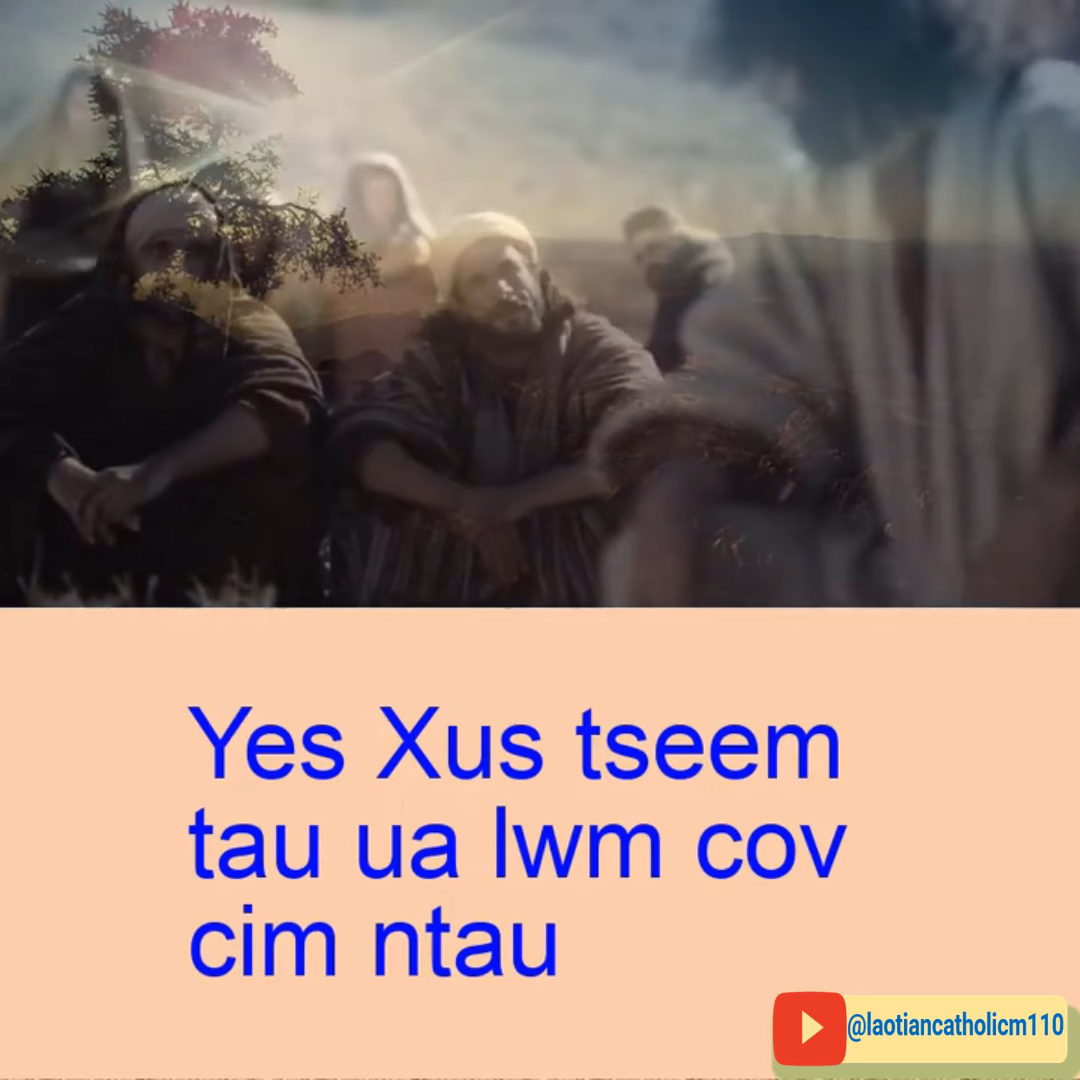 Yes Xus tseem
tau ua lwm cov
cim ntau
@laotiancatholicm110